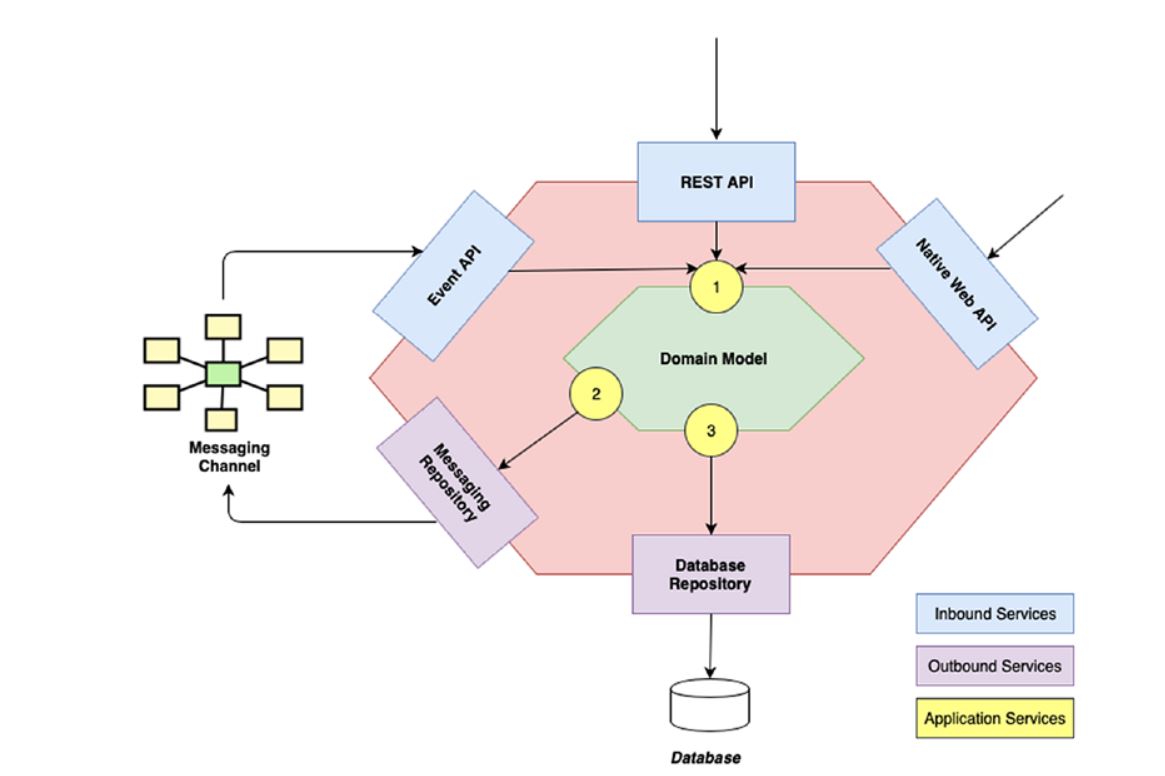 REST API
Event API
Native Web API
1
Domain Model
2
3
Messaging
Channel
Messaging
Repository
Database
Repository
Inbound Services
Outbound Services
Application Services
Database